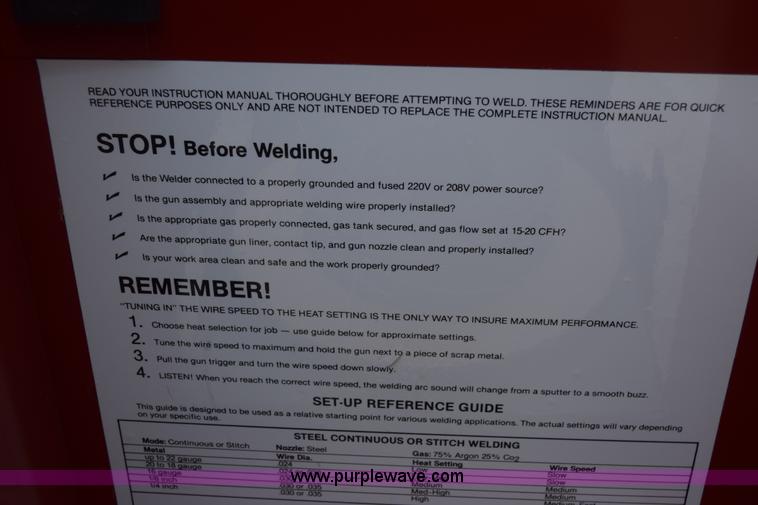 READ YOUR INSTRUCTION MANUAL THOROUGHLY BEFORE ATTEMPTING TO WELD. THESE REMINDERS ARE FOR QUICK
REFERENCE PURPOSES ONLY AND ARE NOT INTENDED TO REPLACE THE COMPLETE INSTRUCTION MANUAL.
STOP! Before Welding,
✓ Is the Welder connected to a properly grounded and fused 220V or 208V power source?
✓ Is the gun assembly and appropriate welding wire properly installed?
✓ Is the appropriate gas properly connected, gas tank secured, and gas flow set at 15-20 CFH?
✓ Are the appropriate gun liner, contact tip, and gun nozzle clean and properly installed?
✓ Is your work area clean and safe and the work properly grounded?
REMEMBER!
"TUNING IN" THE WIRE SPEED TO THE HEAT SETTING IS THE ONLY WAY TO INSURE MAXIMUM PERFORMANCE.
1. Choose heat selection for job — use guide below for approximate settings.
2. Tune the wire speed to maximum and hold the gun next to a piece of scrap metal.
3. Pull the gun trigger and turn the wire speed down slowly.
4. LISTEN! When you reach the correct wire speed, the welding arc sound will change from a sputter to a smooth buzz.
SET-UP REFERENCE GUIDE
This guide is designed to be used as a relative starting point for various welding applications. The actual settings will vary depending
on your specific use.
STEEL CONTINUOUS OR STITCH WELDING
Mode: Continuous or Stitch Nozzle: Steel Gas: 75% Argon 25% Co2
Metal Wire Dia. Heat Setting Wire Speed
up to 22 gauge .024 Low Slow
20 to 18 gauge Slow
16 gauge Medium
1/8 inch .030 or .035 Med-High Medium
1/4 inch .030 or .035 High
www.purplewave.com